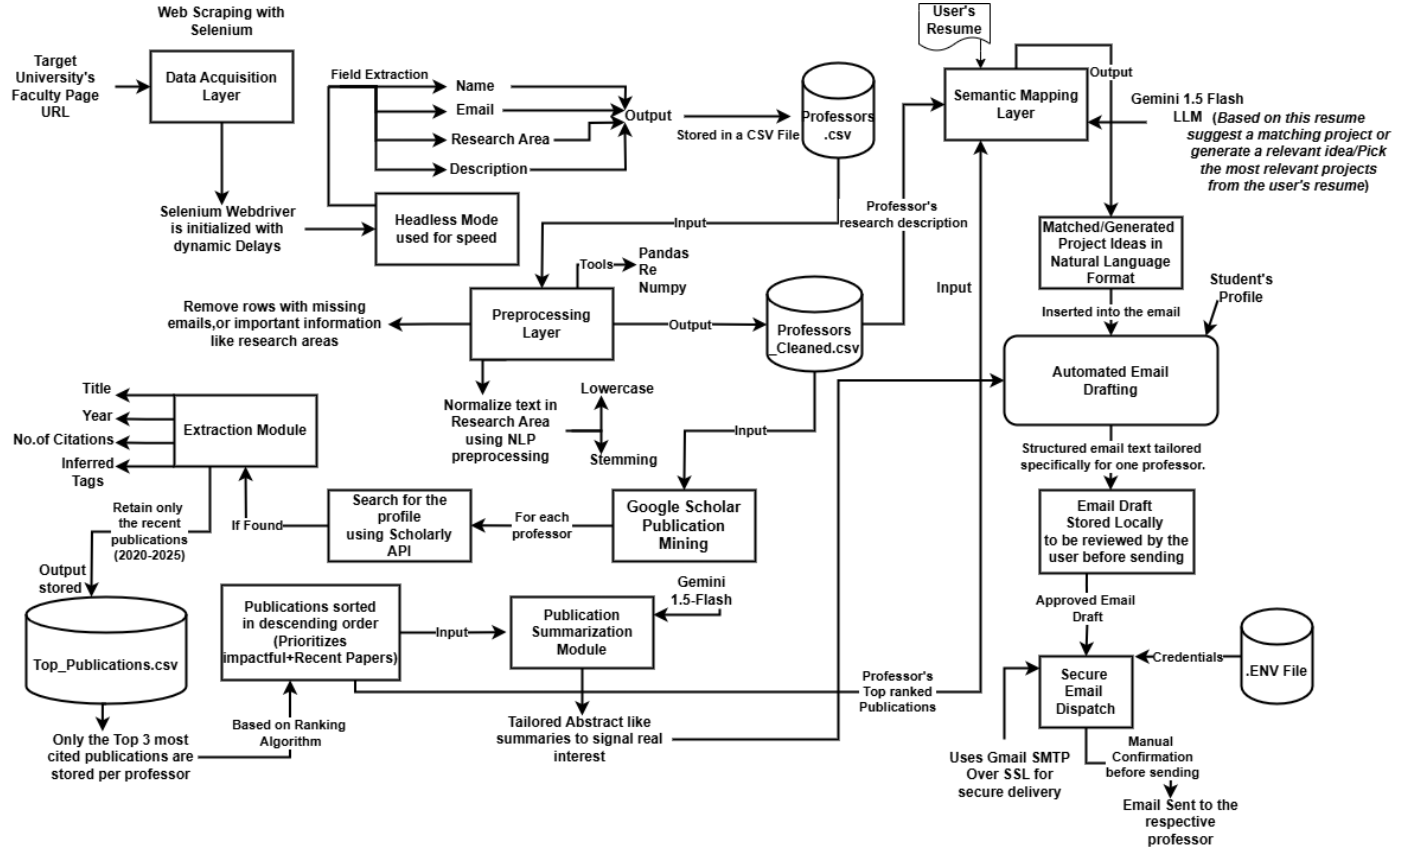 Web Scraping with
Selenium
Target
University's
Faculty Page
URL
Data Acquisition
Layer
Selenium Webdriver
is initialized with
dynamic Delays
Headless Mode
used for speed
Field Extraction
Name
Email
Research Area
Description
Output
Stored in a CSV File
Professors
.csv
Input
Preprocessing
Layer
Tools
Pandas
Re
Numpy
Remove rows with missing
emails,or important information
like research areas
Normalize text in
Research Area
using NLP
preprocessing
Lowercase
Stemming
Output
Professors
_Cleaned.csv
Professor's
research description
Input
Google Scholar
Publication
Mining
For each
professor
Search for the
profile
using Scholarly
API
If Found
Extraction Module
Title
Year
No.of Citations
Inferred
Tags
Retain only
the recent
publications
(2020-2025)
Output
stored
Top_Publications.csv
Only the Top 3 most
cited publications are
stored per professor
Based on Ranking
Algorithm
Publications sorted
in descending order
(Prioritizes
impactful+Recent Papers)
Input
Publication
Summarization
Module
Gemini
1.5-Flash
Tailored Abstract like
summaries to signal real
interest
Professor's
Top ranked
Publications
Input
User's
Resume
Semantic Mapping
Layer
Output
Gemini 1.5 Flash
LLM (Based on this resume
suggest a matching project or
generate a relevant idea/Pick
the most relevant projects
from the user's resume)
Matched/Generated
Project Ideas in
Natural Language
Format
Inserted into the email
Student's
Profile
Automated Email
Drafting
Structured email text tailored
specifically for one professor.
Email Draft
Stored Locally
to be reviewed by the
user before sending
Approved Email
Draft
Secure
Email
Dispatch
Credentials
.ENV File
Uses Gmail SMTP
Over SSL for
secure delivery
Manual
Confirmation
before sending
Email Sent to the
respective
professor